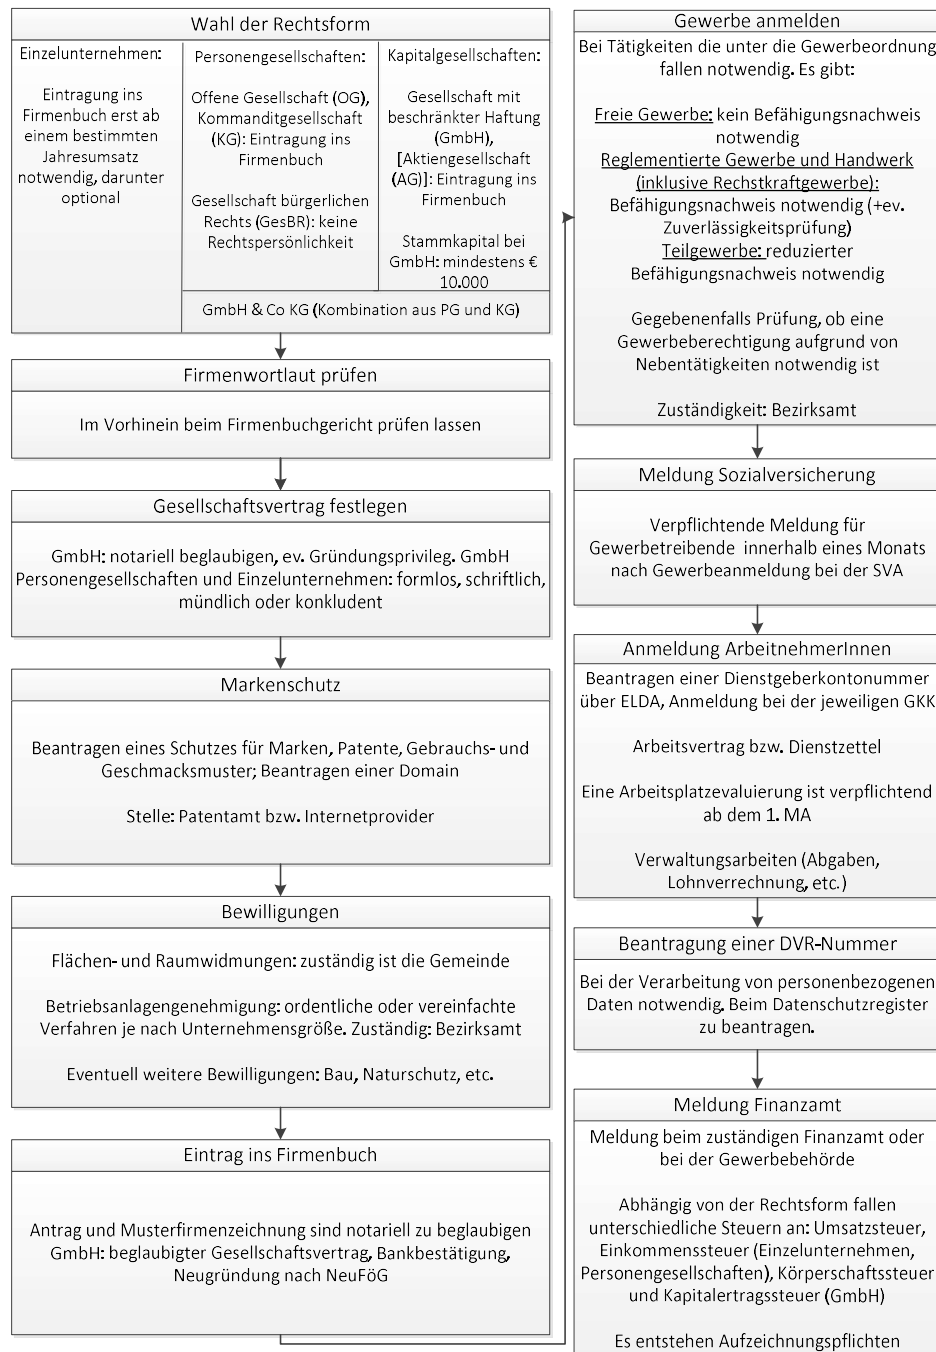 Wahl der Rechtsform
Einzelunternehmen:
Eintragung ins
Firmenbuch erst ab
einem bestimmten
Jahresumsatz
notwendig, darunter
optional
Personengesellschaften:
Offene Gesellschaft (OG),
Kommanditgesellschaft
(KG): Eintragung ins
Firmenbuch
Gesellschaft bürgerlichen
Rechts (GesBR): keine
Rechtspersönlichkeit
Kapitalgesellschaften:
Gesellschaft mit
beschränkter Haftung
(GmbH),
[Aktiengesellschaft
(AG)]: Eintragung ins
Firmenbuch
Stammkapital bei
GmbH: mindestens €
10.000
GmbH & Co KG (Kombination aus PG und KG)
Firmenwortlaut prüfen
Im Vorhinein beim Firmenbuchgericht prüfen lassen
Gesellschaftsvertrag festlegen
GmbH: notariell beglaubigen, ev. Gründungsprivileg. GmbH
Personengesellschaften und Einzelunternehmen: formlos, schriftlich,
mündlich oder konkludent
Markenschutz
Beantragen eines Schutzes für Marken, Patente, Gebrauchs- und
Geschmacksmuster; Beantragen einer Domain
Stelle: Patentamt bzw. Internetprovider
Bewilligungen
Flächen- und Raumwidmungen: zuständig ist die Gemeinde
Betriebsanlagengenehmigung: ordentliche oder vereinfachte
Verfahren je nach Unternehmensgröße. Zuständig: Bezirksamt
Eventuell weitere Bewilligungen: Bau, Naturschutz, etc.
Eintrag ins Firmenbuch
Antrag und Musterfirmenzeichnung sind notariell zu beglaubigen
GmbH: beglaubigter Gesellschaftsvertrag, Bankbestätigung,
Neugründung nach NeuFöG
Gewerbe anmelden
Bei Tätigkeiten die unter die Gewerbeordnung
fallen notwendig. Es gibt:
Freie Gewerbe: kein Befähigungsnachweis
notwendig
Reglementierte Gewerbe und Handwerk
(inklusive Rechstkraftgewerbe):
Befähigungsnachweis notwendig (+ev.
Zuverlässigkeitsprüfung)
Teilgewerbe: reduzierter
Befähigungsnachweis notwendig
Gegebenenfalls Prüfung, ob eine
Gewerbeberechtigung aufgrund von
Nebentätigkeiten notwendig ist
Zuständigkeit: Bezirksamt
Meldung Sozialversicherung
Verpflichtende Meldung für
Gewerbetreibende innerhalb eines Monats
nach Gewerbeanmeldung bei der SVA
Anmeldung ArbeitnehmerInnen
Beantragen einer Dienstgeberkontonummer
über ELDA, Anmeldung bei der jeweiligen GKK
Arbeitsvertrag bzw. Dienstzettel
Eine Arbeitsplatzevaluierung ist verpflichtend
ab dem 1. MA
Verwaltungsarbeiten (Abgaben,
Lohnverrechnung, etc.)
Beantragung einer DVR-Nummer
Bei der Verarbeitung von personenbezogenen
Daten notwendig. Beim Datenschutzregister
zu beantragen.
Meldung Finanzamt
Meldung beim zuständigen Finanzamt oder
bei der Gewerbebehörde
Abhängig von der Rechtsform fallen
unterschiedliche Steuern an: Umsatzsteuer,
Einkommenssteuer (Einzelunternehmen,
Personengesellschaften), Körperschaftssteuer
und Kapitalertragssteuer (GmbH)
Es entstehen Aufzeichnungspflichten